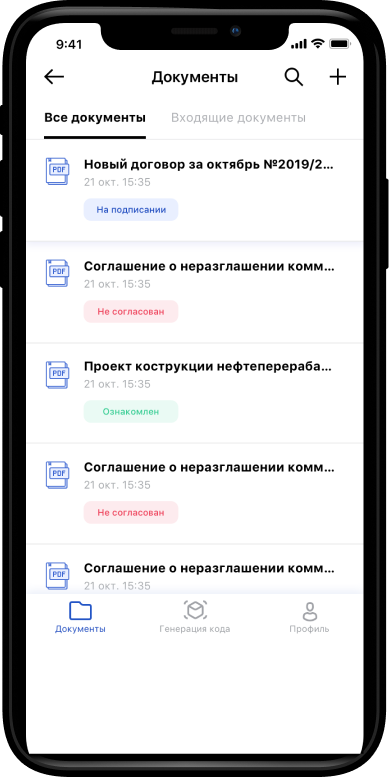 9:41
Документы
Все документы Входящие документы
Новый договор за октябрь №2019/2...
PDF
21 окт. 15:35
На подписании
Соглашение о неразглашении комм...
PDF
21 окт. 15:35
Не согласован
Проект кострукции нефтеперераба...
PDF
21 окт. 15:35
Ознакомлен
Соглашение о неразглашении комм...
PDF
21 окт. 15:35
Не согласован
Соглашение о неразглашении комм...
PDF
21 окт. 15:35
Документы Генерация кода Профиль